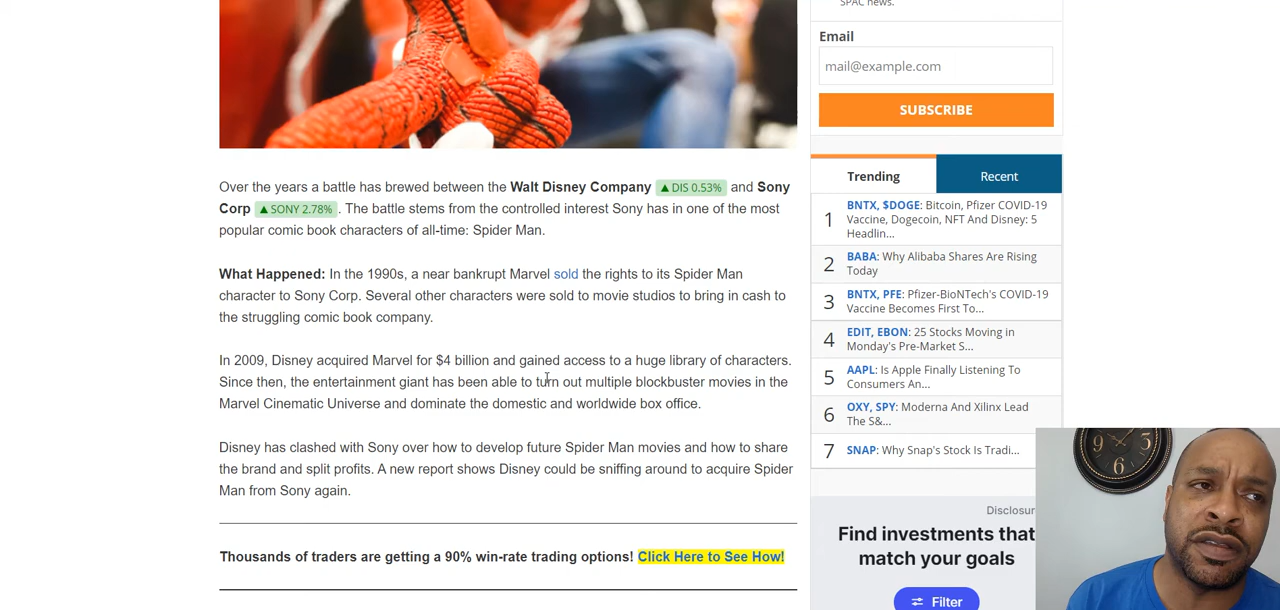 SPAC news.
Email
mail@example.com
SUBSCRIBE
Over the years a battle has brewed between the Walt Disney Company ▲ DIS 0.53% and Sony
Corp ▲ SONY 2.78% . The battle stems from the controlled interest Sony has in one of the most
popular comic book characters of all-time: Spider Man.
What Happened: In the 1990s, a near bankrupt Marvel sold the rights to its Spider Man
character to Sony Corp. Several other characters were sold to movie studios to bring in cash to
the struggling comic book company.
In 2009, Disney acquired Marvel for $4 billion and gained access to a huge library of characters.
Since then, the entertainment giant has been able to turn out multiple blockbuster movies in the
Marvel Cinematic Universe and dominate the domestic and worldwide box office.
Disney has clashed with Sony over how to develop future Spider Man movies and how to share
the brand and split profits. A new report shows Disney could be sniffing around to acquire Spider
Man from Sony again.
Thousands of traders are getting a 90% win-rate trading options! Click Here to See How!
Trending
Recent
1 BNTX, $DOGE: Bitcoin, Pfizer COVID-19
Vaccine, Dogecoin, NFT And Disney: 5
Headlin...
2 BABA: Why Alibaba Shares Are Rising
Today
3 BNTX, PFE: Pfizer-BioNTech's COVID-19
Vaccine Becomes First To...
4 EDIT, EBON: 25 Stocks Moving in
Monday's Pre-Market S...
5 AAPL: Is Apple Finally Listening To
Consumers An...
6 OXY, SPY: Moderna And Xilinx Lead
The S&...
7 SNAP: Why Snap's Stock Is Tradi...
Disclosur
Find investments that
match your goals
Filter
12
9
3
6